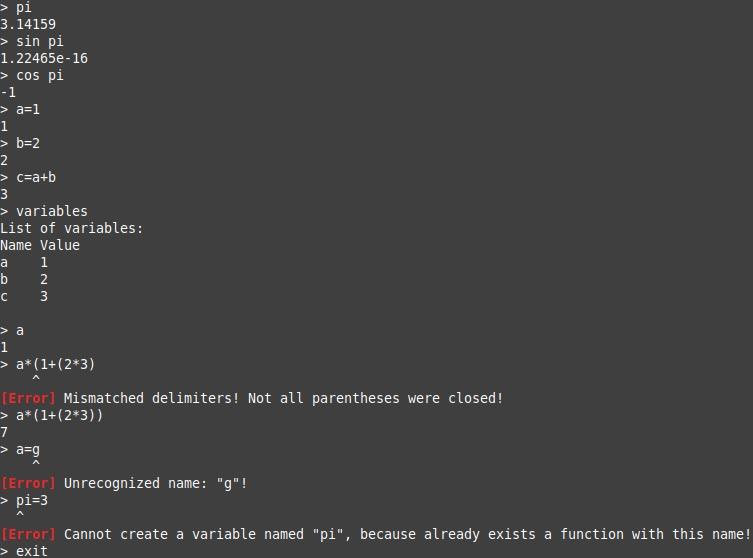 > pi
3.14159
> sin pi
1.22465e-16
> cos pi
-1
> a=1
1
> b=2
2
> c=a+b
3
> variables
List of variables:
Name Value
a    1
b    2
c    3

> a
1
> a*(1+(2*3)
    ^
[Error] Mismatched delimiters! Not all parentheses were closed!
> a*(1+(2*3))
7
> a=g
    ^
[Error] Unrecognized name: "g"!
> pi=3
  ^
[Error] Cannot create a variable named "pi", because already exists a function with this name!
> exit